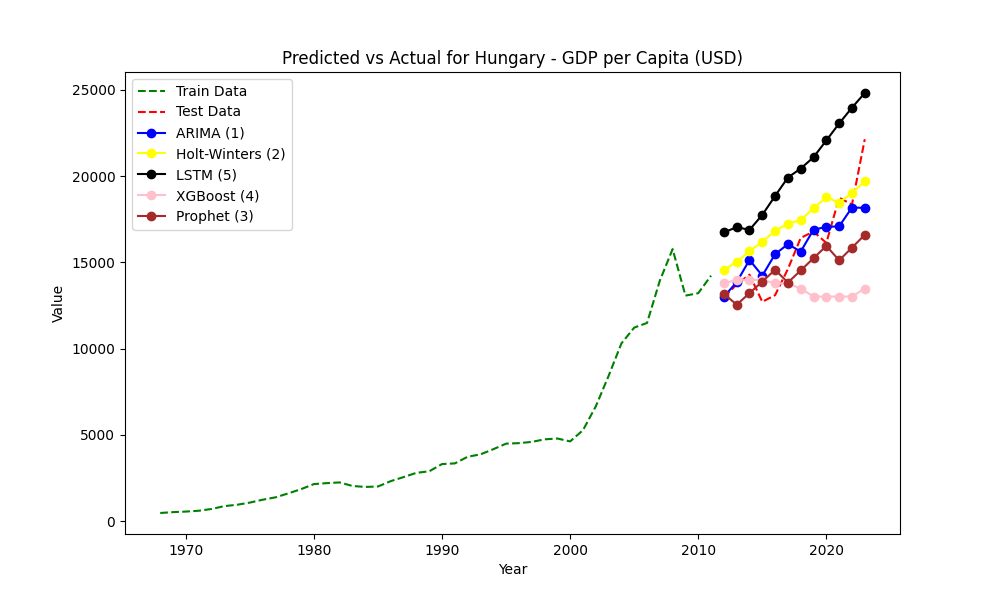 Predicted vs Actual for Hungary - GDP per Capita (USD)
Train Data
Test Data
ARIMA (1)
Holt-Winters (2)
LSTM (5)
XGBoost (4)
Prophet (3)
25000
20000
15000
10000
5000
0
Value
1970 1980 1990 2000 2010 2020
Year